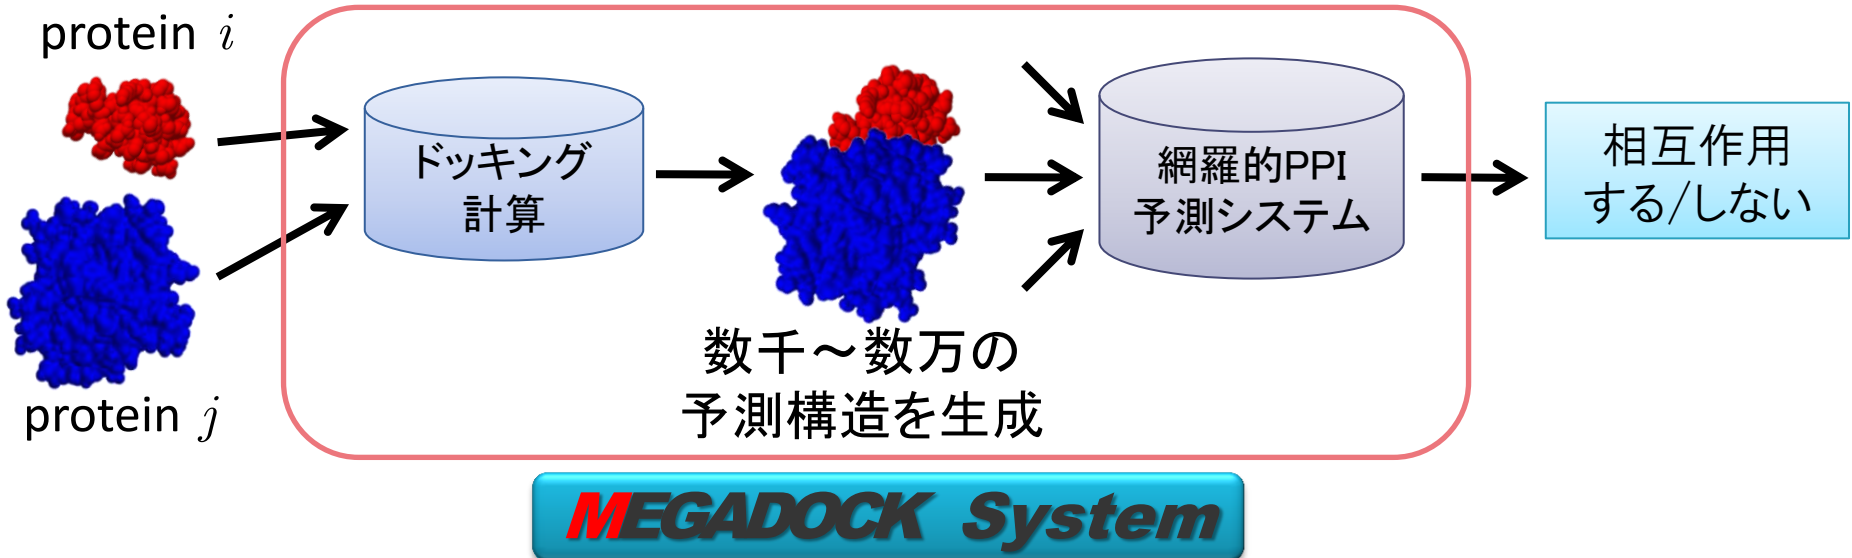 protein i
protein j
ドッキング
計算
数千～数万の
予測構造を生成
網羅的PPI
予測システム
相互作用
する/しない
MEGADOCK System